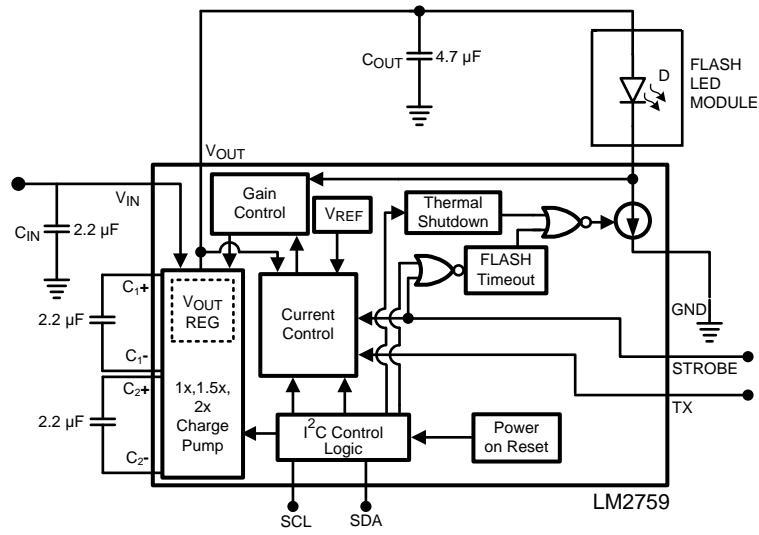 COUT
4.7 µF
D
FLASH
LED
MODULE
VOUT
VIN
CIN
2.2 µF
Gain
Control
VREF
Thermal
Shutdown
FLASH
Timeout
C1+
2.2 µF
C1-
VOUT
REG
Current
Control
GND
STROBE
TX
C2+
2.2 µF
C2-
1x,1.5x,
2x
Charge
Pump
I2C Control
Logic
Power
on Reset
LM2759
SCL
SDA